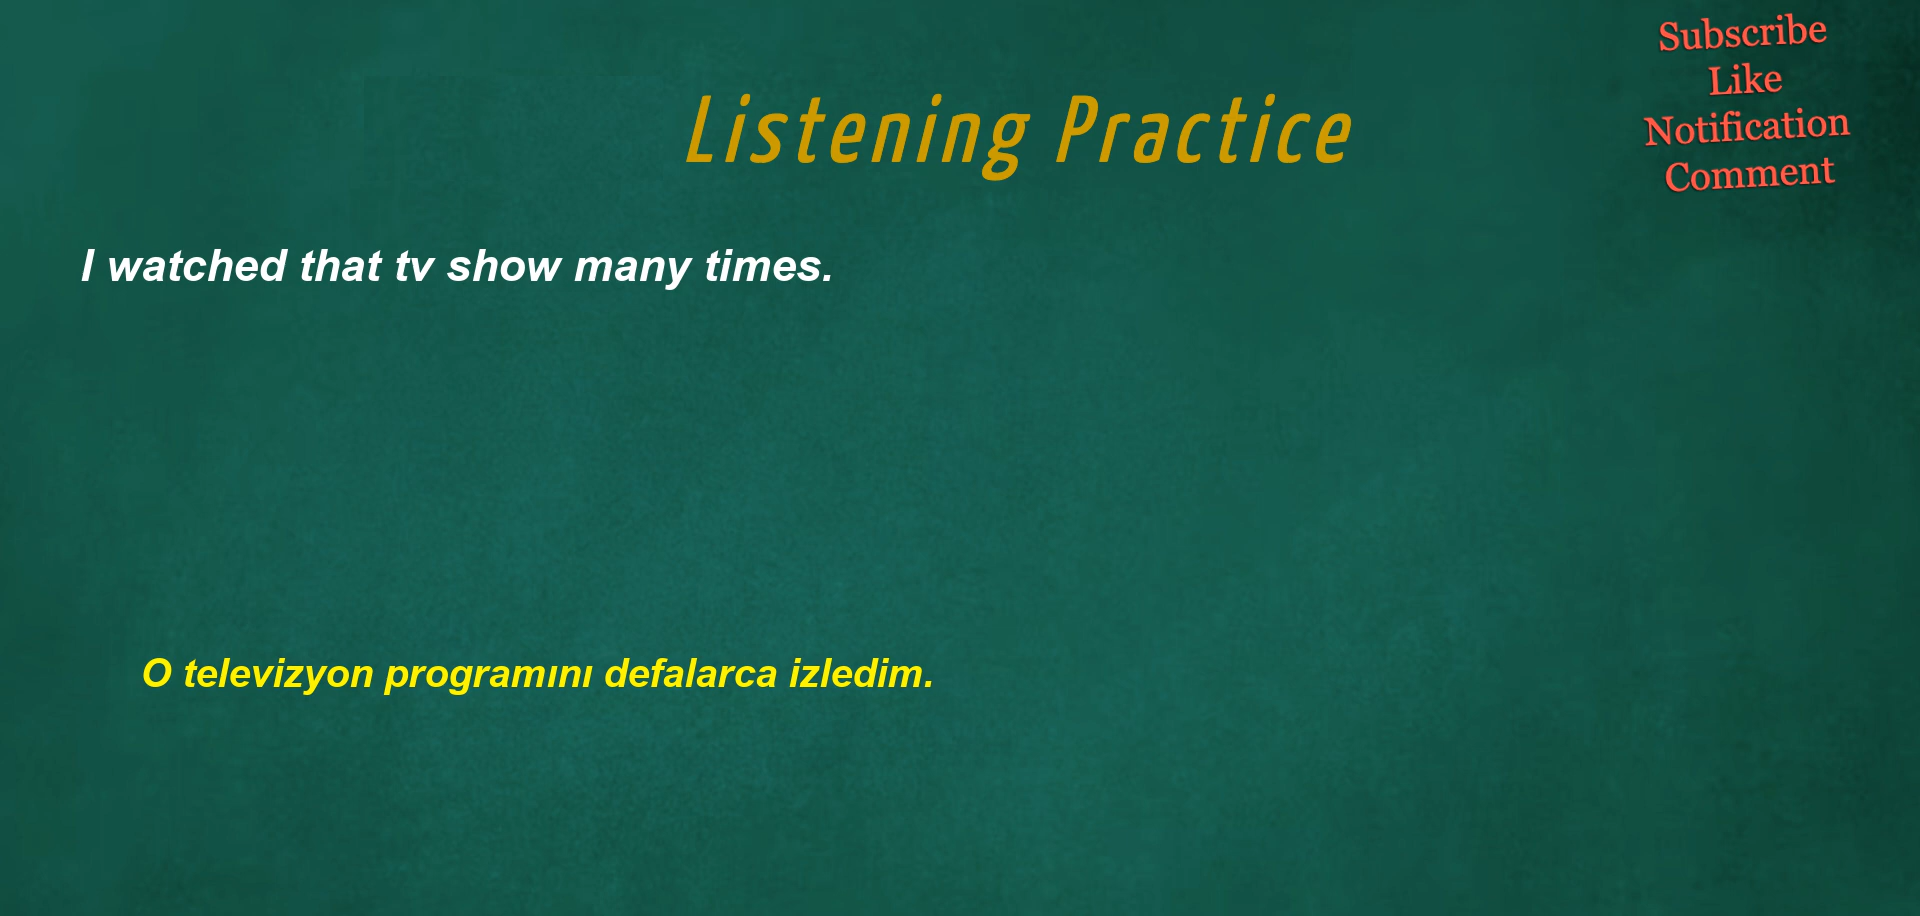 Listening Practice
Subscribe
Like
Notification
Comment
I watched that tv show many times.
O televizyon programını defalarca izledim.